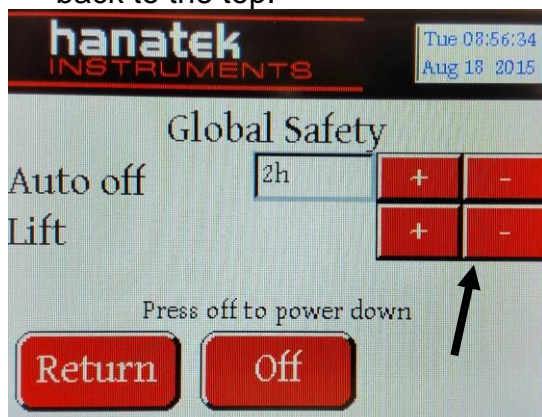 back to the top.
hanatek
INSTRUMENTS
Tue 08:56:34
Aug 18 2015
Global Safety
Auto off 2h + -
Lift + -
Press off to power down
Return Off